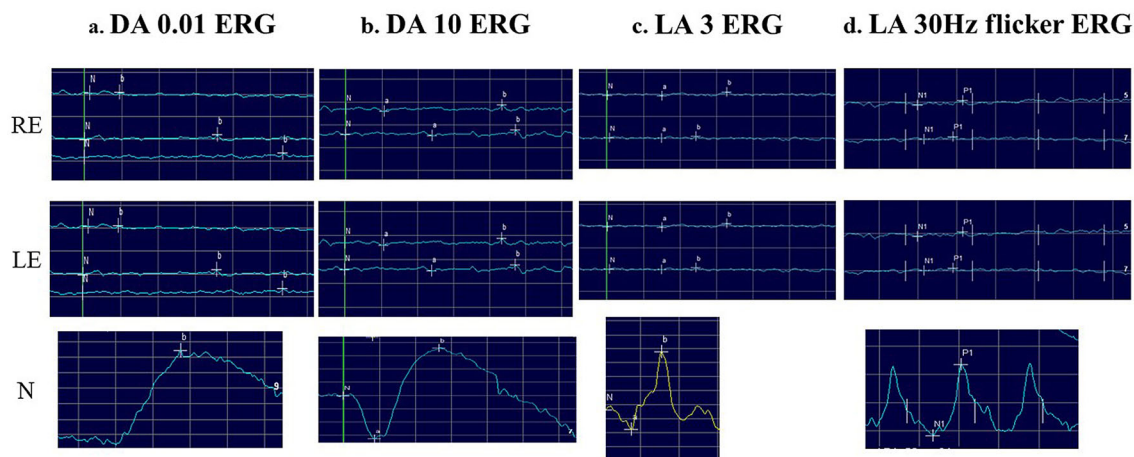 a. DA 0.01 ERG
b. DA 10 ERG
c. LA 3 ERG
d. LA 30Hz flicker ERG
RE
N b
N b
N b
N a b
N a b
N a b
N a b
N1 P1 5
N1 P1 7
LE
N b
N b
N b
N a b
N a b
N a b
N a b
N1 P1 5
N1 P1 7
N
b 9
N a b
N a b
N1 P1